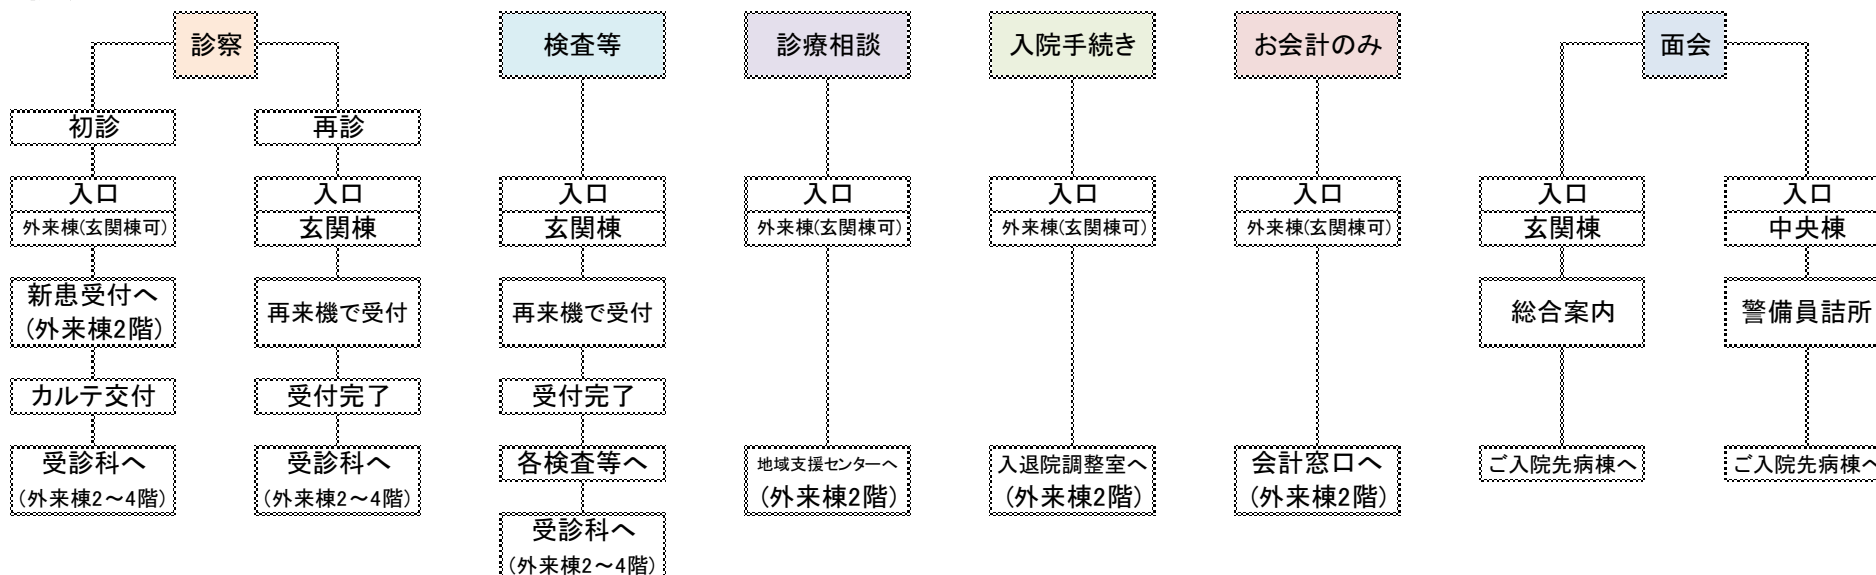 診察
初診
入口
外来棟(玄関棟可)
新患受付へ
(外来棟2階)
カルテ交付
受診科へ
(外来棟2～4階)
再診
入口
玄関棟
再来機で受付
受付完了
受診科へ
(外来棟2～4階)
検査等
入口
玄関棟
再来機で受付
受付完了
各検査等へ
受診科へ
(外来棟2～4階)
診療相談
入口
外来棟(玄関棟可)
地域支援センターへ
(外来棟2階)
入院手続き
入口
外来棟(玄関棟可)
入退院調整室へ
(外来棟2階)
お会計のみ
入口
外来棟(玄関棟可)
会計窓口へ
(外来棟2階)
面会
入口
玄関棟
総合案内
ご入院先病棟へ
入口
中央棟
警備員詰所
ご入院先病棟へ